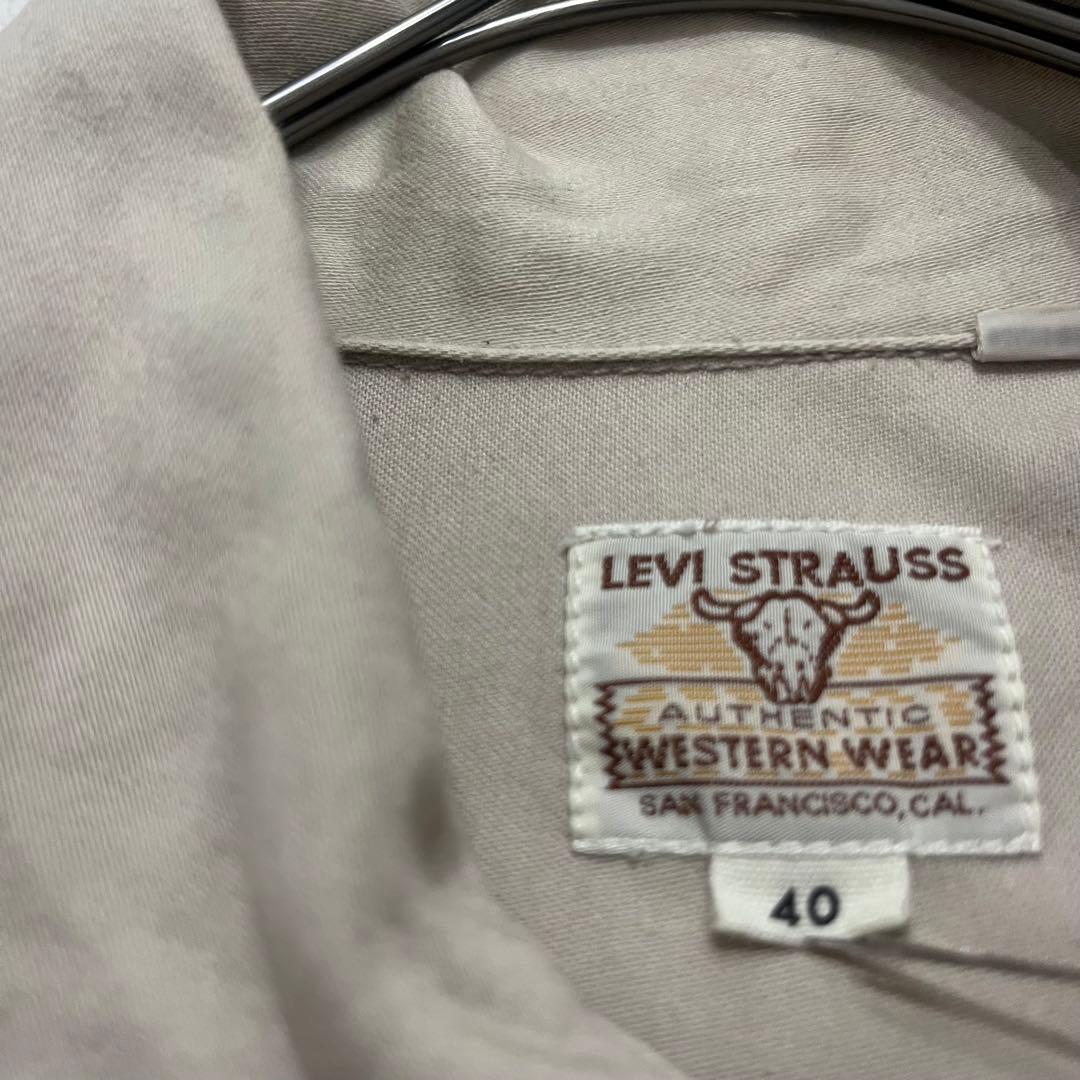 LEVI STRAUSS
AUTHENTIC
WESTERN WEAR
SAN FRANCISCO, CAL.
40